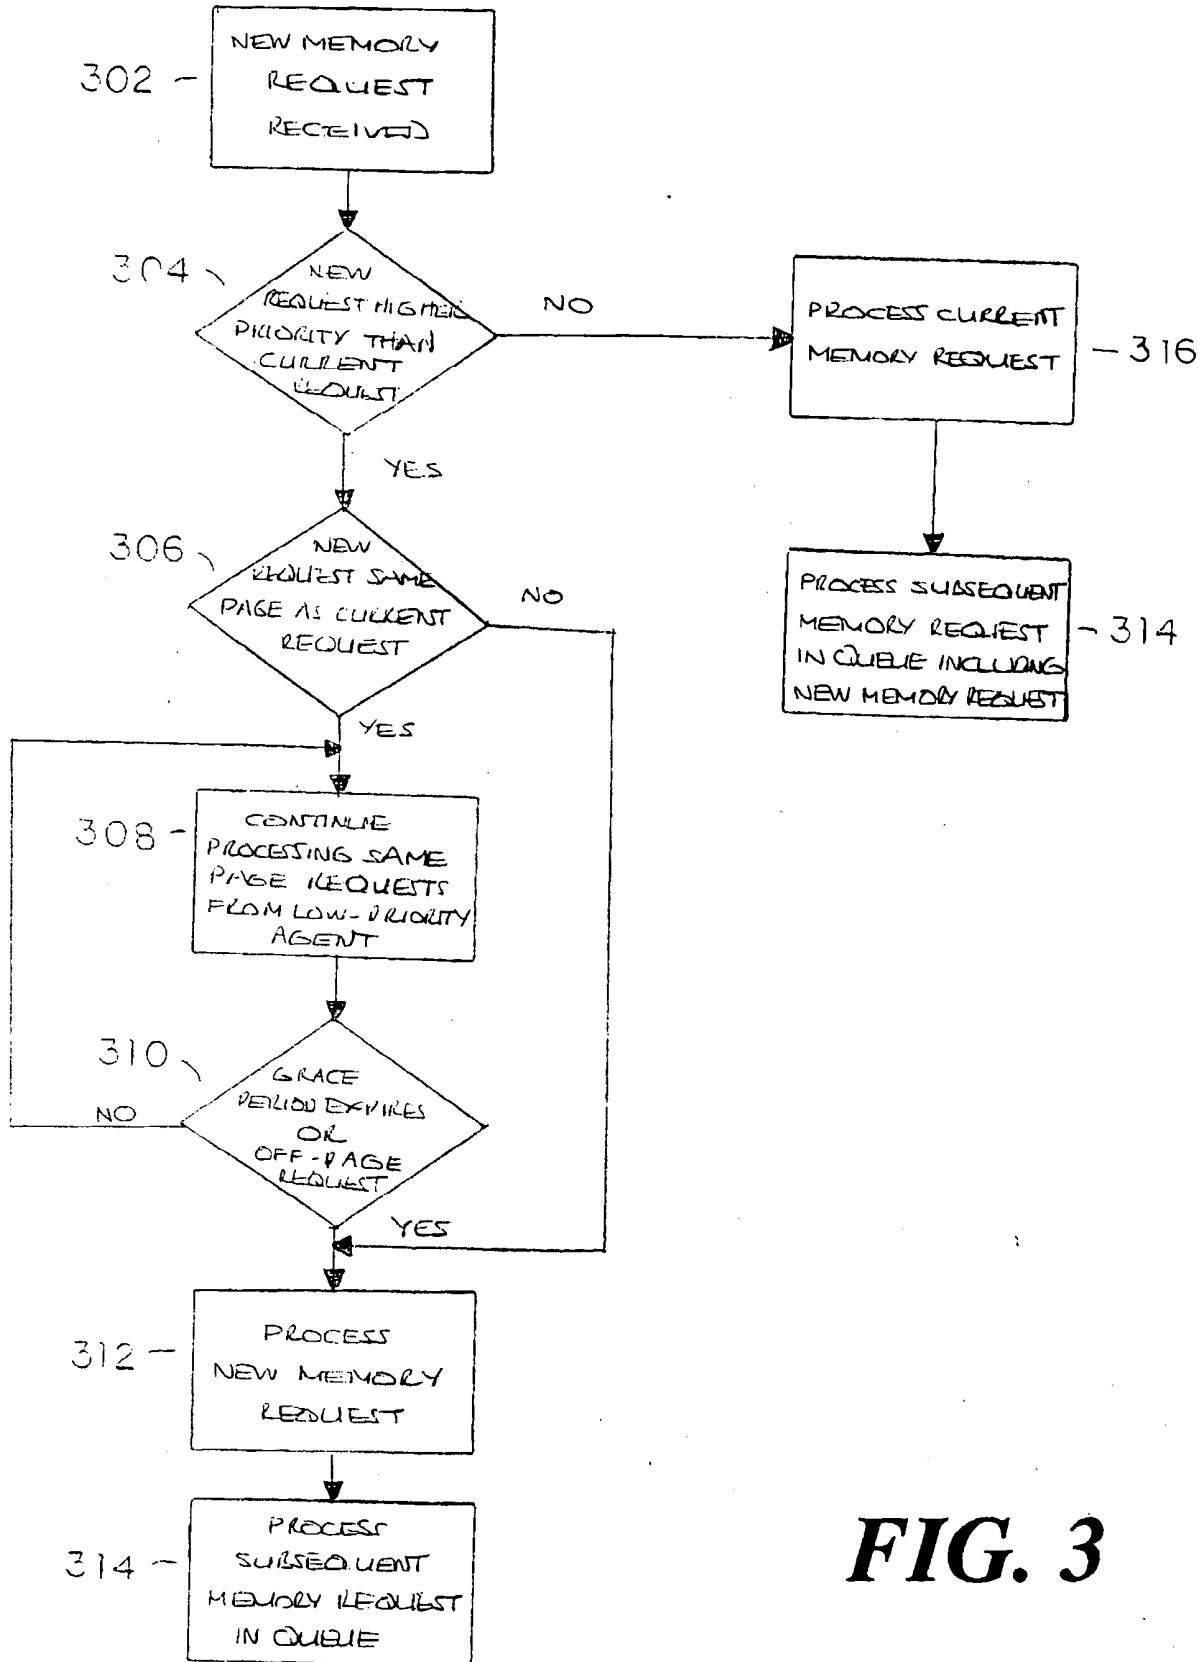 NEW MEMORY
REQUEST
RECEIVED
302
304
NEW
REQUEST HIGHER
PRIORITY THAN
CURRENT
REQUEST
NO
PROCESS CURRENT
MEMORY REQUEST
316
YES
306
NEW
REQUEST SAME
PAGE AS CURRENT
REQUEST
NO
PROCESS SUBSEQUENT
MEMORY REQUEST
IN QUEUE INCLUDING
NEW MEMORY REQUEST
314
YES
308
CONTINUE
PROCESSING SAME
PAGE REQUESTS
FROM LOW-PRIORITY
AGENT
310
GRACE
PERIOD EXPIRES
OR
OFF-PAGE
REQUEST
NO
YES
312
PROCESS
NEW MEMORY
REQUEST
314
PROCESS
SUBSEQUENT
MEMORY REQUEST
IN QUEUE
FIG. 3